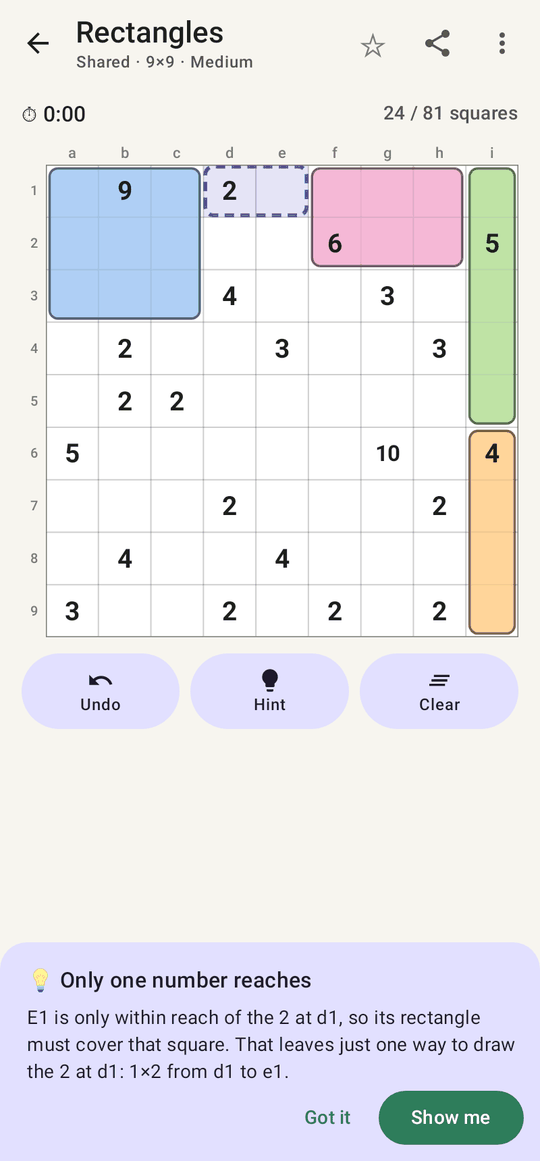 Rectangles
Shared · 9×9 · Medium
0:00
24 / 81 squares
a b c d e f g h i
1 9 2
2 6 5
3 4 3
4 2 3 3
5 2 2
6 5 10 4
7 2 2
8 4 4
9 3 2 2 2
Undo
Hint
Clear
Only one number reaches
E1 is only within reach of the 2 at d1, so its rectangle
must cover that square. That leaves just one way to draw
the 2 at d1: 1×2 from d1 to e1.
Got it
Show me